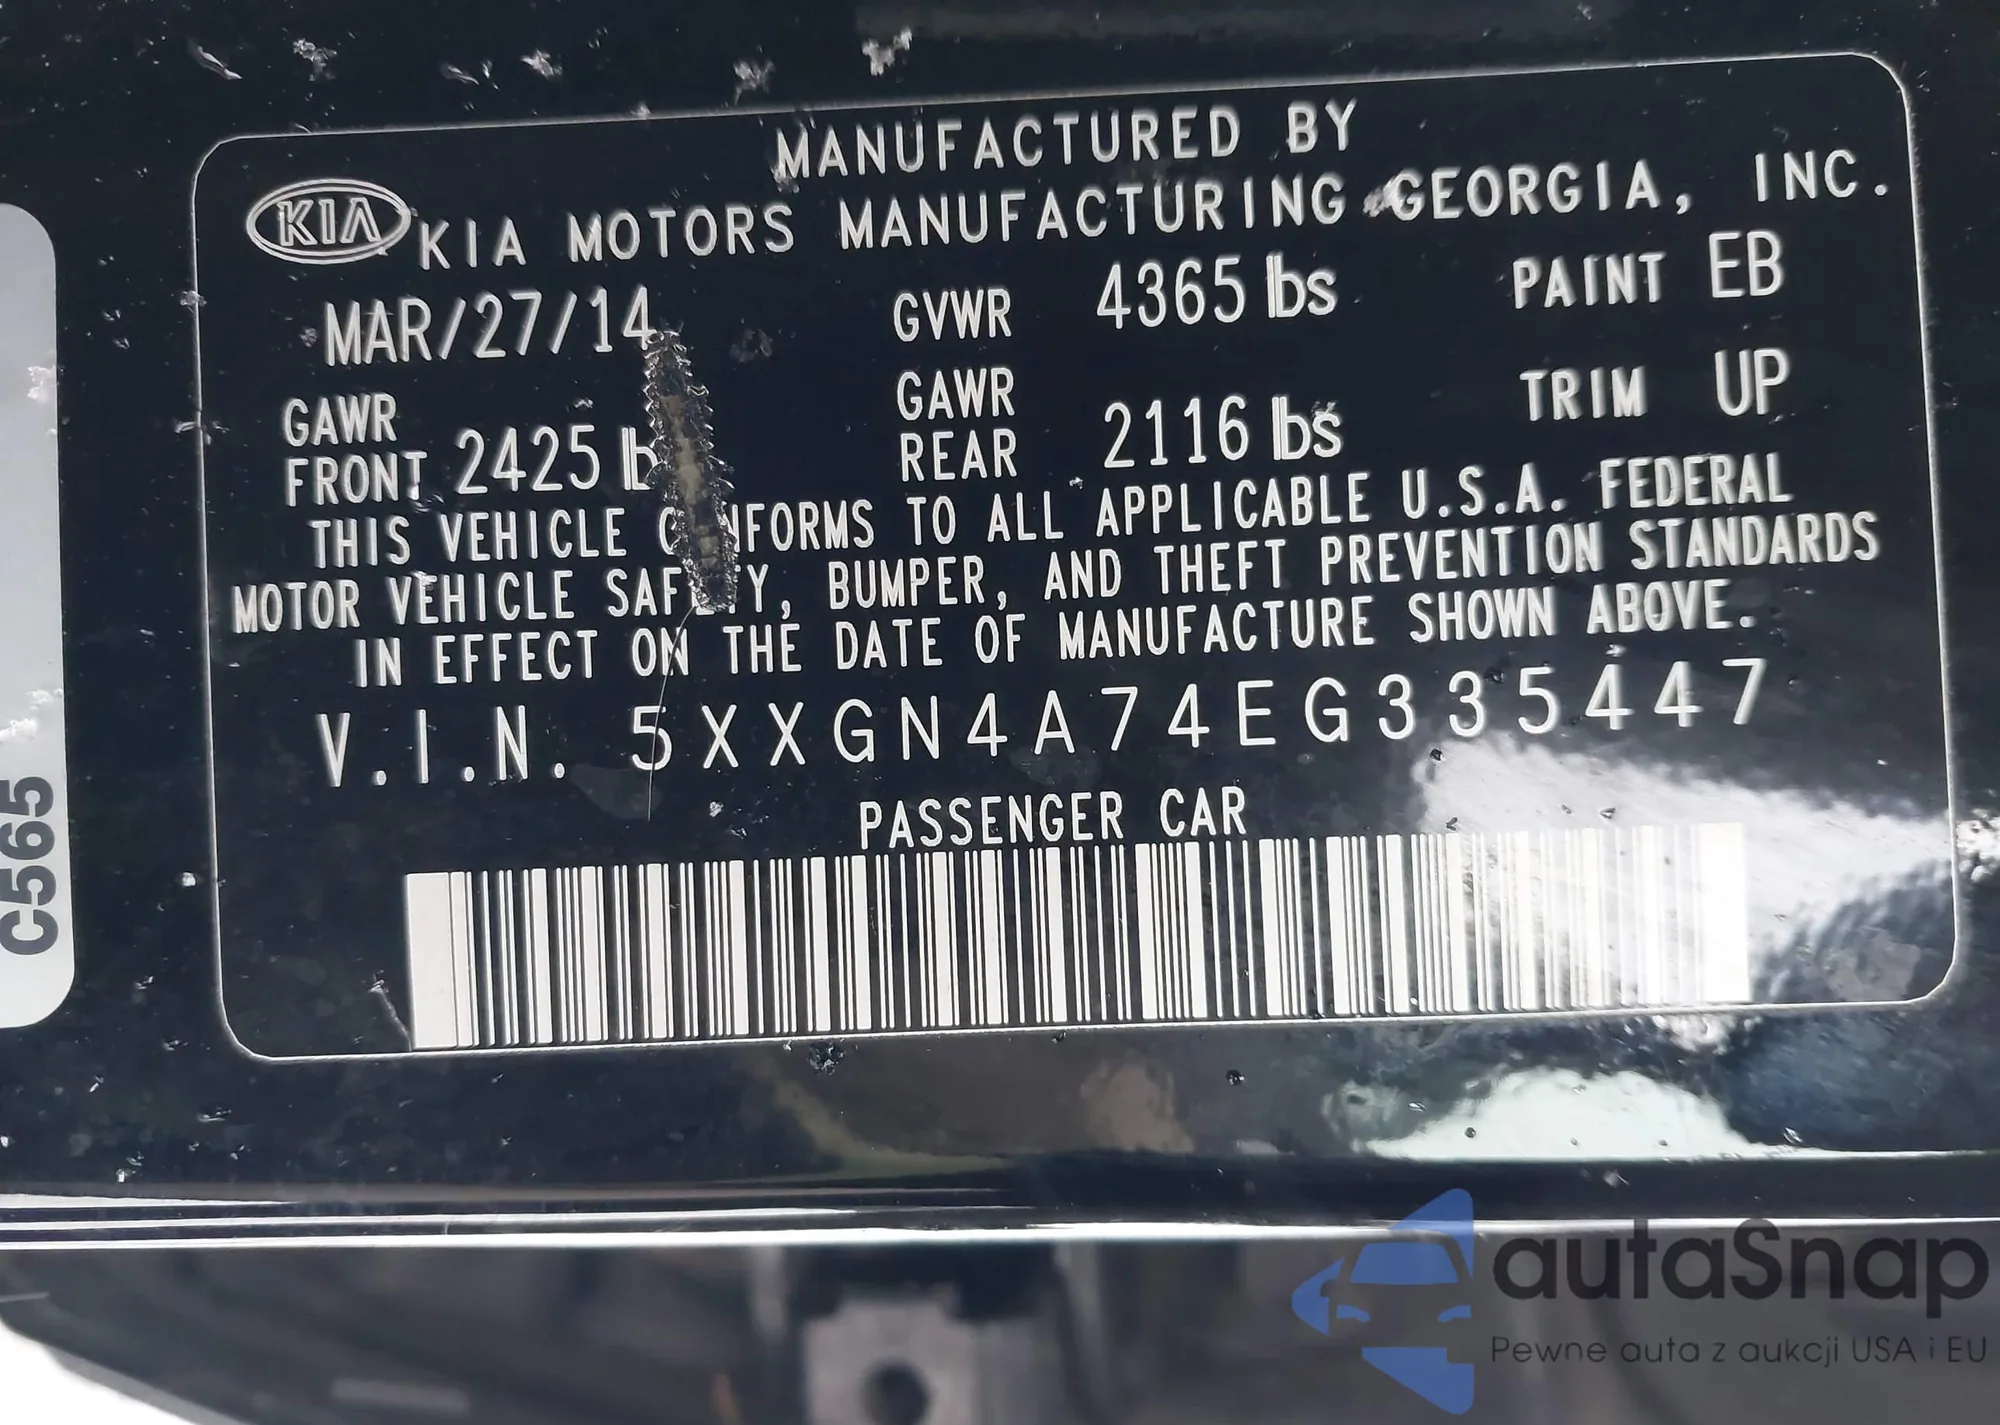 MANUFACTURED BY
KIA KIA MOTORS MANUFACTURING GEORGIA, INC.
MAR/27/14 GVWR 4365 lbs PAINT EB
GAWR FRONT 2425 GAWR REAR 2116 lbs TRIM UP
THIS VEHICLE TO ALL APPLICABLE U.S.A. FEDERAL
MOTOR VEHICLE BUMPER, AND THEFT PREVENTION STANDARDS
IN EFFECT ON THE DATE OF MANUFACTURE SHOWN ABOVE.
V.I.N. 5XXGN4A74EG335447
PASSENGER CAR
C565
autaSnap
Pewne auta z aukcji USA i EU